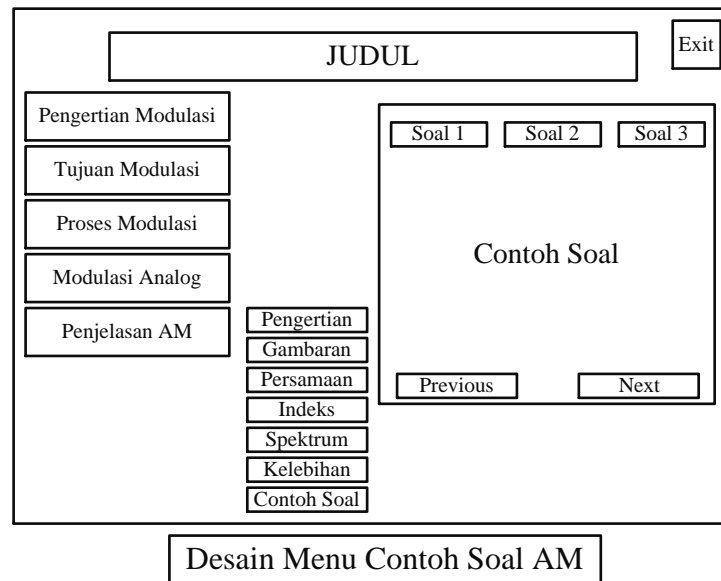 JUDUL
Exit
Pengertian Modulasi
Tujuan Modulasi
Proses Modulasi
Modulasi Analog
Penjelasan AM
Pengertian
Gambaran
Persamaan
Indeks
Spektrum
Kelebihan
Contoh Soal
Soal 1
Soal 2
Soal 3
Contoh Soal
Previous
Next
Desain Menu Contoh Soal AM